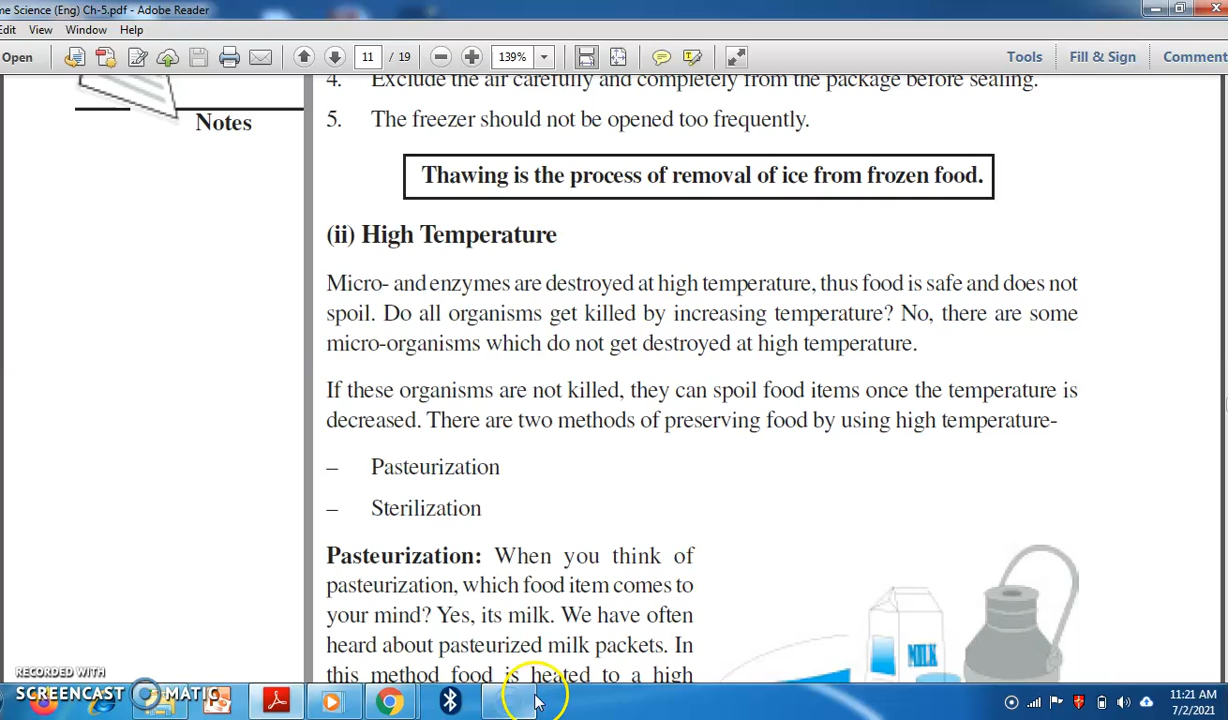 me Science (Eng) Ch-5.pdf - Adobe Reader
Edit View Window Help
Open 11 / 19 139% Tools Fill & Sign Comment
4. Exclude the air carefully and completely from the package before sealing.
Notes
5. The freezer should not be opened too frequently.
Thawing is the process of removal of ice from frozen food.
(ii) High Temperature
Micro- and enzymes are destroyed at high temperature, thus food is safe and does not
spoil. Do all organisms get killed by increasing temperature? No, there are some
micro-organisms which do not get destroyed at high temperature.
If these organisms are not killed, they can spoil food items once the temperature is
decreased. There are two methods of preserving food by using high temperature-
– Pasteurization
– Sterilization
Pasteurization: When you think of
pasteurization, which food item comes to
your mind? Yes, its milk. We have often
heard about pasteurized milk packets. In
this method food is heated to a high
MILK
RECORDED WITH
SCREENCAST MATIC
11:21 AM
7/2/2021